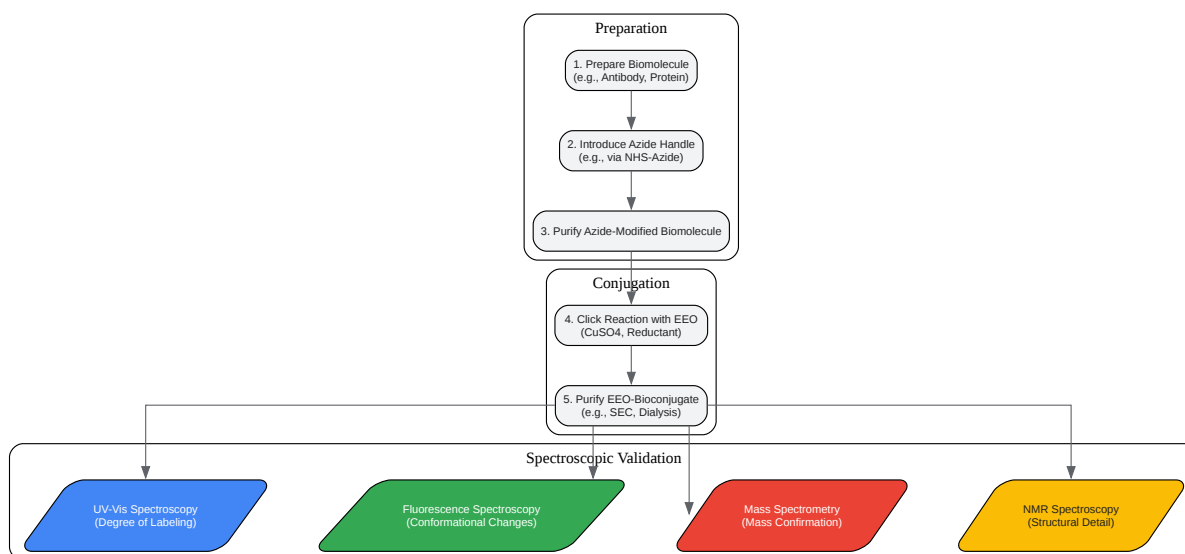 Preparation
1. Prepare Biomolecule
(e.g., Antibody, Protein)
2. Introduce Azide Handle
(e.g., via NHS-Azide)
3. Purify Azide-Modified Biomolecule
Conjugation
4. Click Reaction with EEO
(CuSO4, Reductant)
5. Purify EEO-Bioconjugate
(e.g., SEC, Dialysis)
Spectroscopic Validation
UV-Vis Spectroscopy
(Degree of Labeling)
Fluorescence Spectroscopy
(Conformational Changes)
Mass Spectrometry
(Mass Confirmation)
NMR Spectroscopy
(Structural Detail)